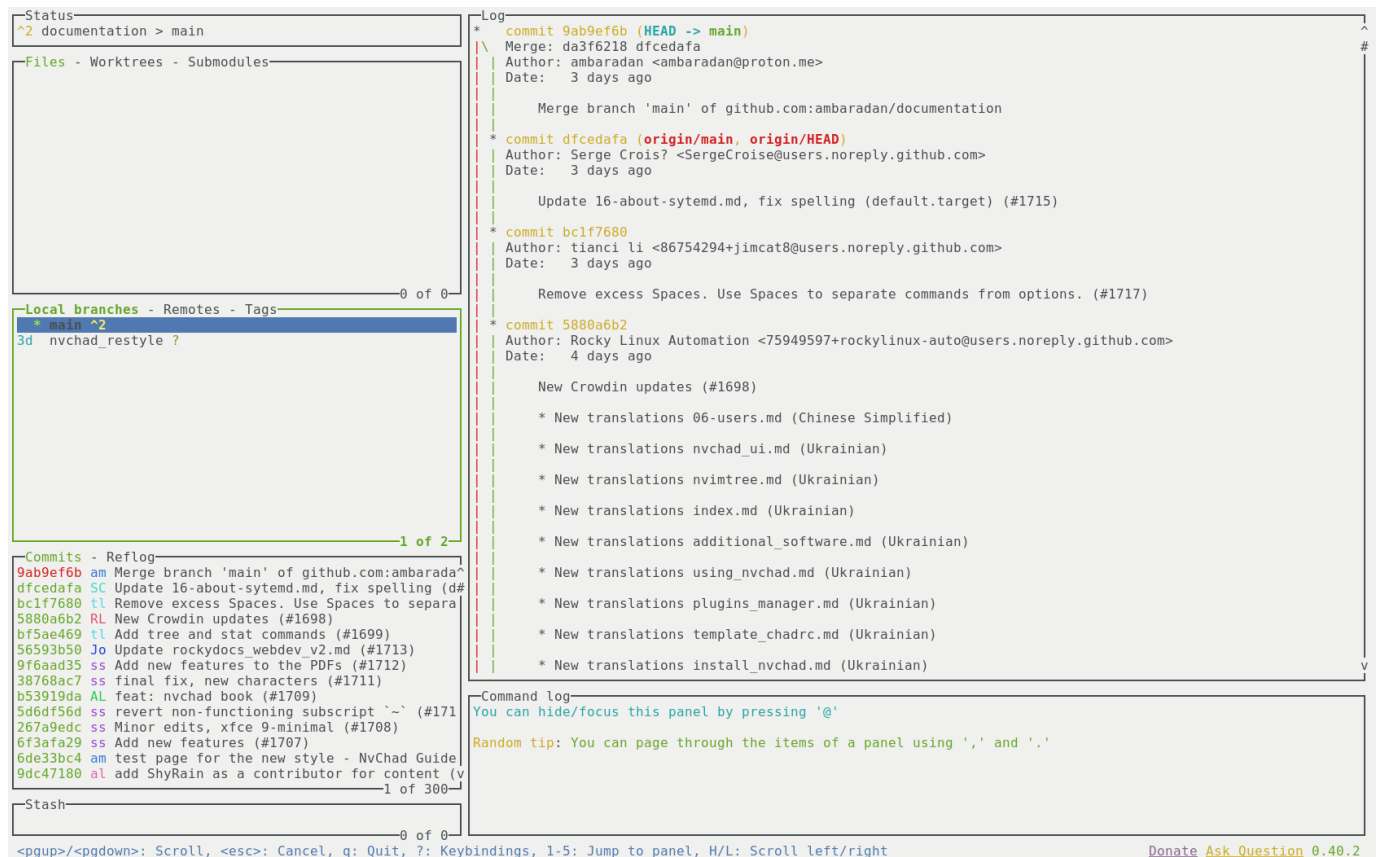 Status
^2 documentation > main
Files - Worktrees - Submodules
0 of 0
Local branches - Remotes - Tags
* main ^2
3d nvchad_restyle ?
1 of 2
Commits - Reflog
9ab9ef6b am Merge branch 'main' of github.com:ambarada^
dfcedafa SC Update 16-about-sytemd.md, fix spelling (d#
bc1f7680 tl Remove excess Spaces. Use Spaces to separa
5880a6b2 RL New Crowdin updates (#1698)
bf5ae469 tl Add tree and stat commands (#1699)
56593b50 Jo Update rockydocs_webdev_v2.md (#1713)
9f6aad35 ss Add new features to the PDFs (#1712)
38768ac7 ss final fix, new characters (#1711)
b53919da AL feat: nvchad book (#1709)
5d6df56d ss revert non-functioning subscript `~` (#171
267a9edc ss Minor edits, xfce 9-minimal (#1708)
6f3afa29 ss Add new features (#1707)
6de33bc4 am test page for the new style - NvChad Guide
9dc47180 al add ShyRain as a contributor for content (v
1 of 300
Stash
0 of 0
Log
* commit 9ab9ef6b (HEAD -> main) ^
|\ Merge: da3f6218 dfcedafa #
| | Author: ambaradan <ambaradan@proton.me>
| | Date: 3 days ago
| |
| | Merge branch 'main' of github.com:ambaradan/documentation
| |
| * commit dfcedafa (origin/main, origin/HEAD)
| | Author: Serge Crois? <SergeCroise@users.noreply.github.com>
| | Date: 3 days ago
| |
| | Update 16-about-sytemd.md, fix spelling (default.target) (#1715)
| |
| * commit bc1f7680
| | Author: tianci li <86754294+jimcat8@users.noreply.github.com>
| | Date: 3 days ago
| |
| | Remove excess Spaces. Use Spaces to separate commands from options. (#1717)
| |
| * commit 5880a6b2
| | Author: Rocky Linux Automation <75949597+rockylinux-auto@users.noreply.github.com>
| | Date: 4 days ago
| |
| | New Crowdin updates (#1698)
| |
| | * New translations 06-users.md (Chinese Simplified)
| |
| | * New translations nvchad_ui.md (Ukrainian)
| |
| | * New translations nvimtree.md (Ukrainian)
| |
| | * New translations index.md (Ukrainian)
| |
| | * New translations additional_software.md (Ukrainian)
| |
| | * New translations using_nvchad.md (Ukrainian)
| |
| | * New translations plugins_manager.md (Ukrainian)
| |
| | * New translations template_chadrc.md (Ukrainian)
| |
| | * New translations install_nvchad.md (Ukrainian) v
Command log
You can hide/focus this panel by pressing '@'
Random tip: You can page through the items of a panel using ',' and '.'
<pgup>/<pgdown>: Scroll, <esc>: Cancel, q: Quit, ?: Keybindings, 1-5: Jump to panel, H/L: Scroll left/right Donate Ask Question 0.40.2